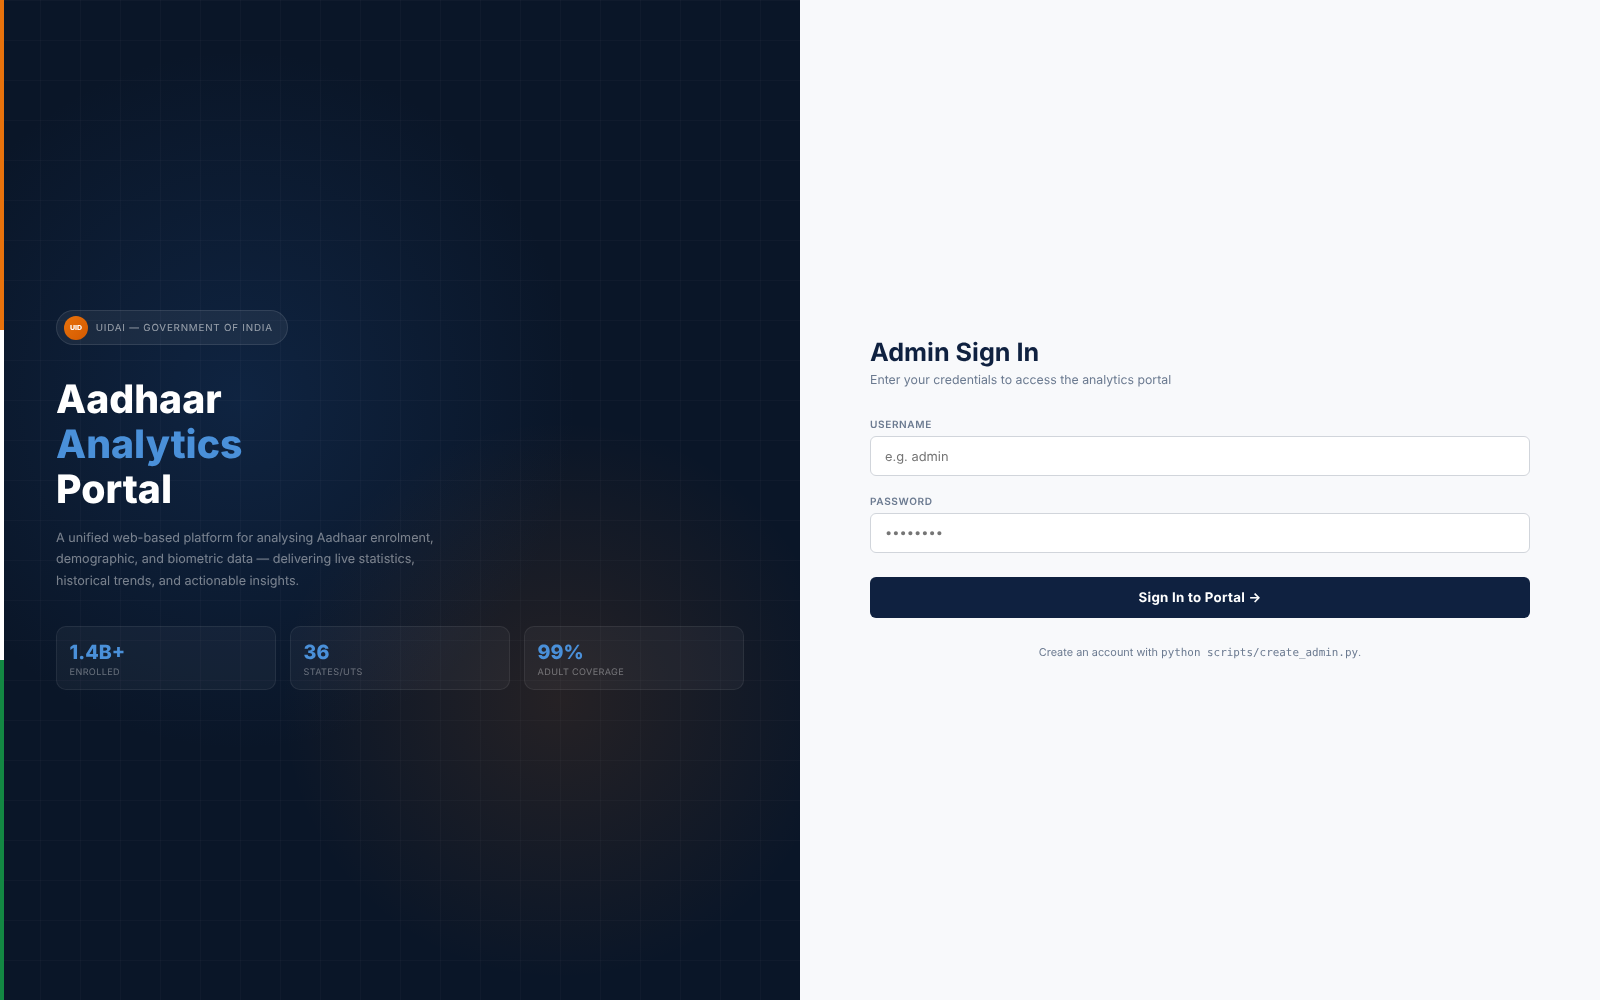 UID
UIDAI — GOVERNMENT OF INDIA
Aadhaar
Analytics
Portal
A unified web-based platform for analysing Aadhaar enrolment,
demographic, and biometric data — delivering live statistics,
historical trends, and actionable insights.
1.4B+
ENROLLED
36
STATES/UTS
99%
ADULT COVERAGE
Admin Sign In
Enter your credentials to access the analytics portal
USERNAME
e.g. admin
PASSWORD
••••••••
Sign In to Portal →
Create an account with python scripts/create_admin.py.